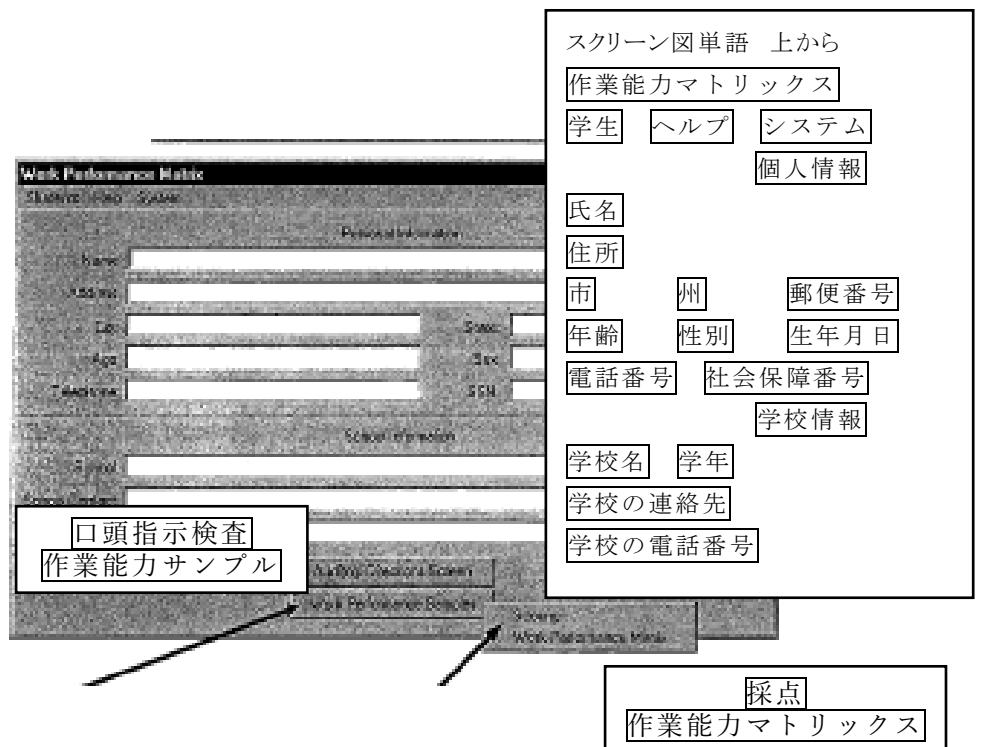 スクリーン図単語 上から
作業能力マトリックス
学生 ヘルプ システム
個人情報
氏名
住所
市 州 郵便番号
年齢 性別 生年月日
電話番号 社会保障番号
学校情報
学校名 学年
学校の連絡先
学校の電話番号
Work Performance Matrix
Students Help System
Personal Information
Name
Address
City State
Age Sex
Telephone SSN
School Information
School
School Contact
口頭指示検査
作業能力サンプル
Screen
Work Performance Samples
Scoring
Work Performance Matrix
採点
作業能力マトリックス